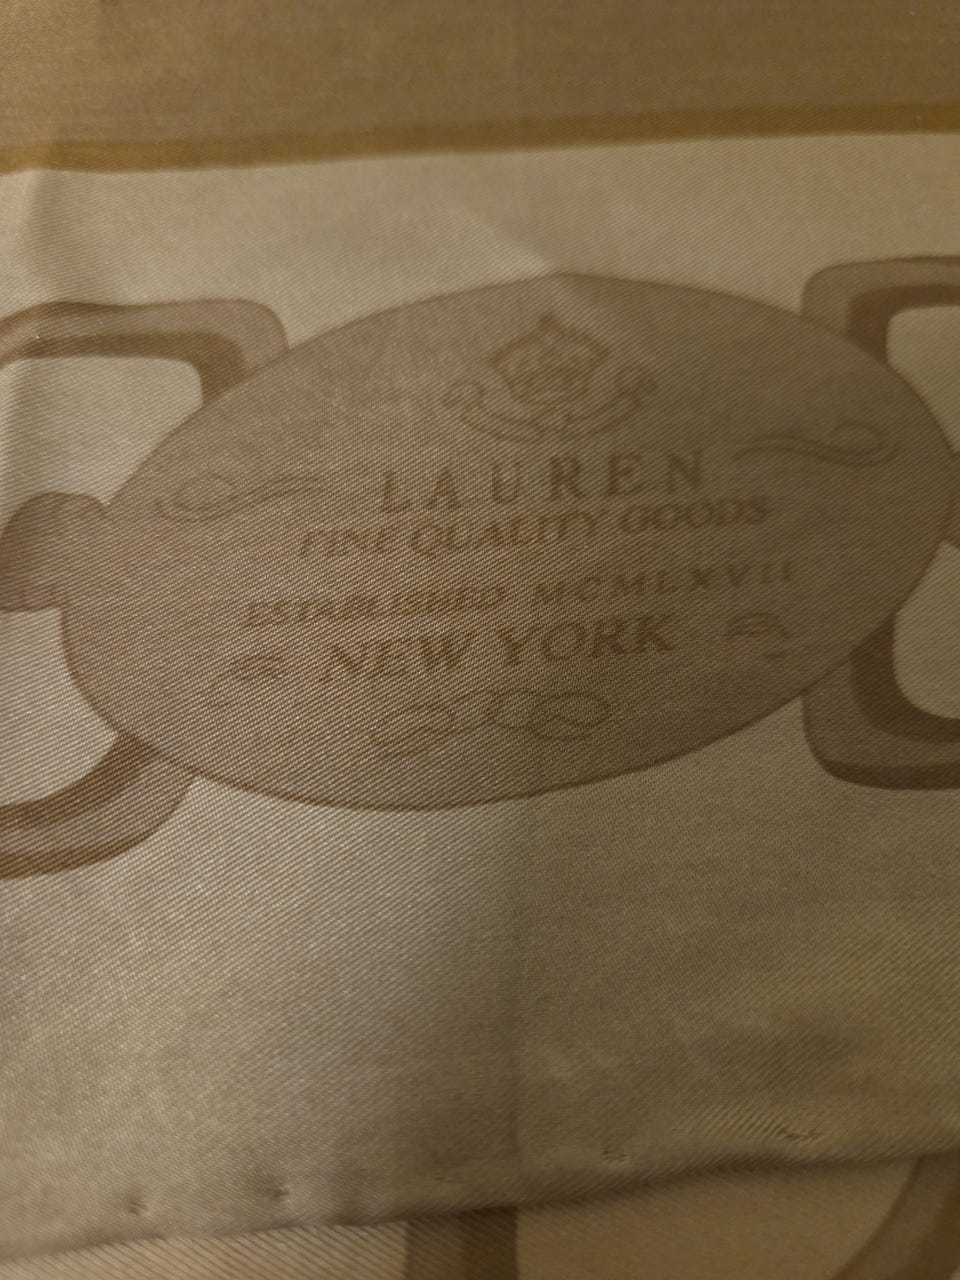 LAUREN
FINE QUALITY GOODS
ESTABLISHED MCMLXVII
NEW YORK